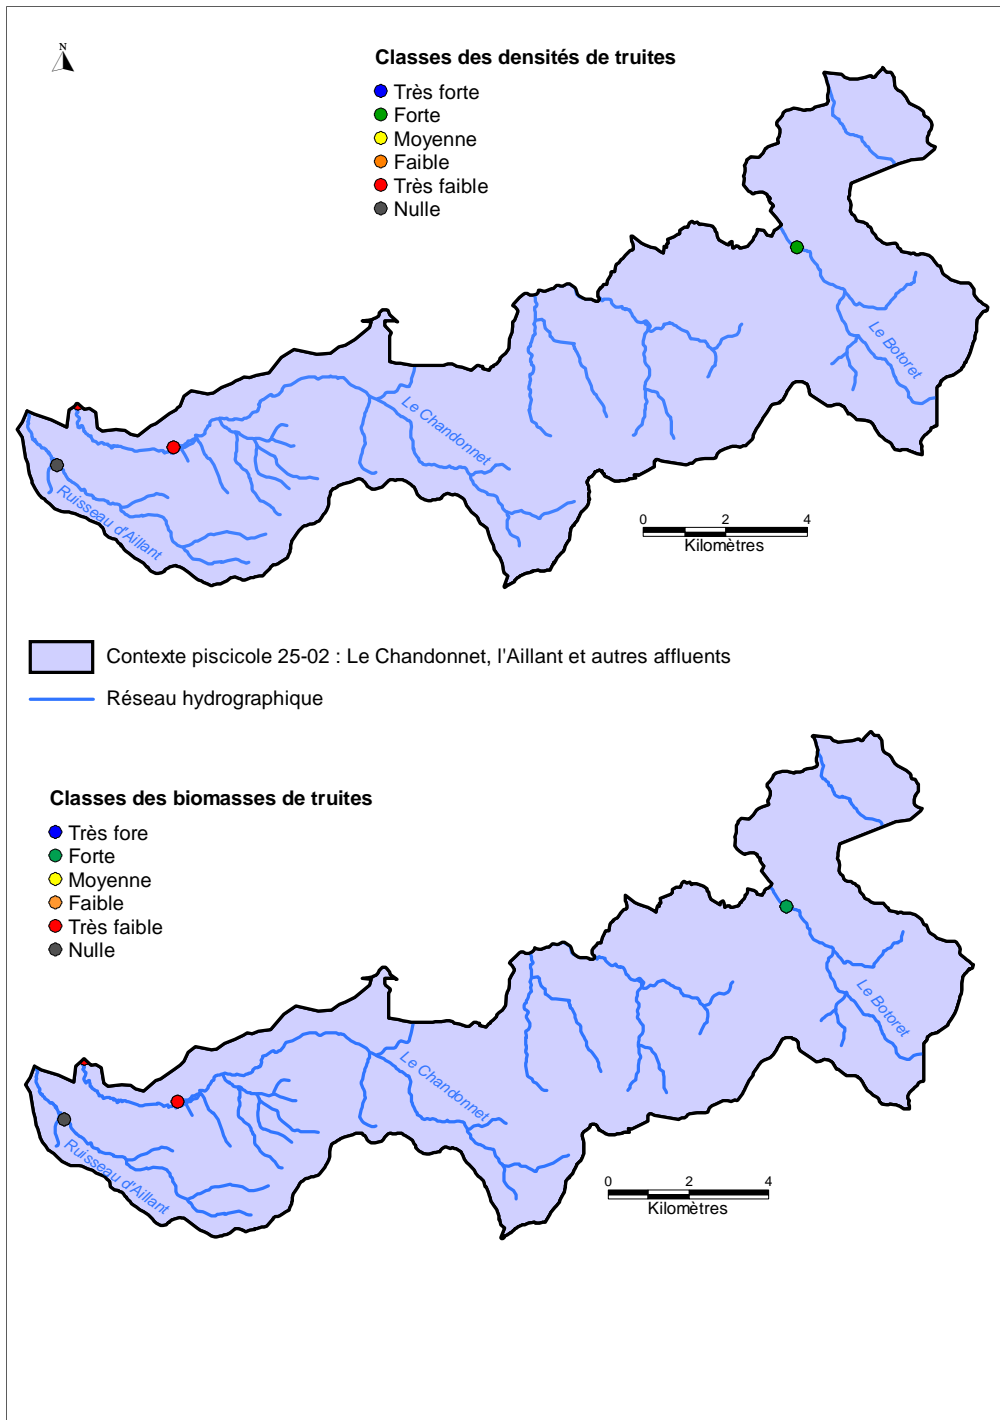 N
Classes des densités de truites
Très forte
Forte
Moyenne
Faible
Très faible
Nulle
Le Botoret
Le Chandonnet
Ruisseau d'Aillant
0 2 4
Kilomètres
Contexte piscicole 25-02 : Le Chandonnet, l'Aillant et autres affluents
Réseau hydrographique
Classes des biomasses de truites
Très fore
Forte
Moyenne
Faible
Très faible
Nulle
Le Botoret
Le Chandonnet
Ruisseau d'Aillant
0 2 4
Kilomètres